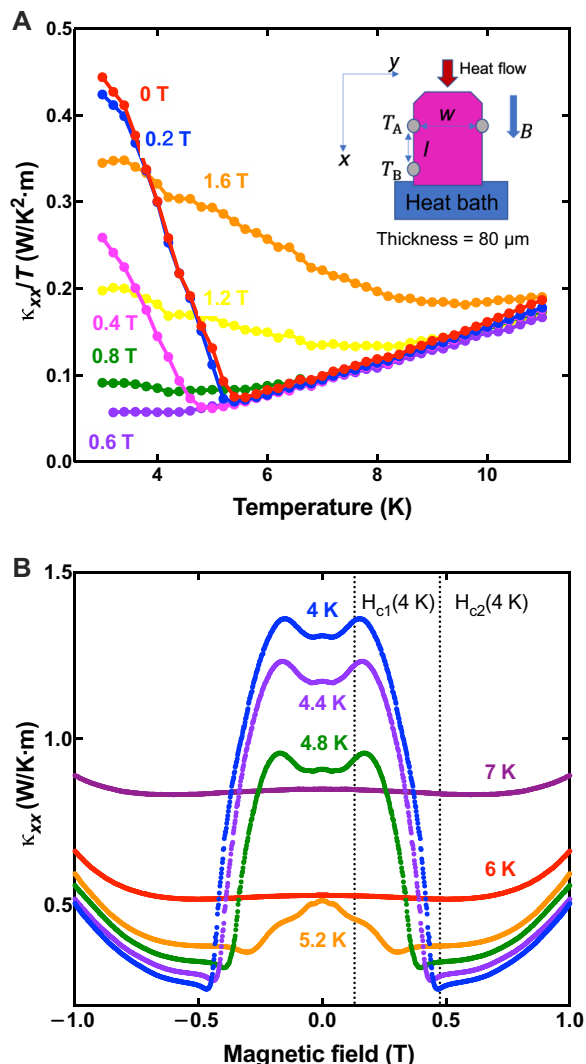 A
0.5
0.4
0.3
0.2
0.1
0.0
κxx/T (W/K²·m)
0 T
0.2 T
1.6 T
0.4 T
1.2 T
0.8 T
0.6 T
y
x
Heat flow
w
TA
l
TB
B
Heat bath
Thickness = 80 μm
4 6 8 10
Temperature (K)
B
1.5
1.0
0.5
κxx (W/K·m)
4 K
Hc1(4 K) Hc2(4 K)
4.4 K
4.8 K
7 K
6 K
5.2 K
−1.0 −0.5 0.0 0.5 1.0
Magnetic field (T)